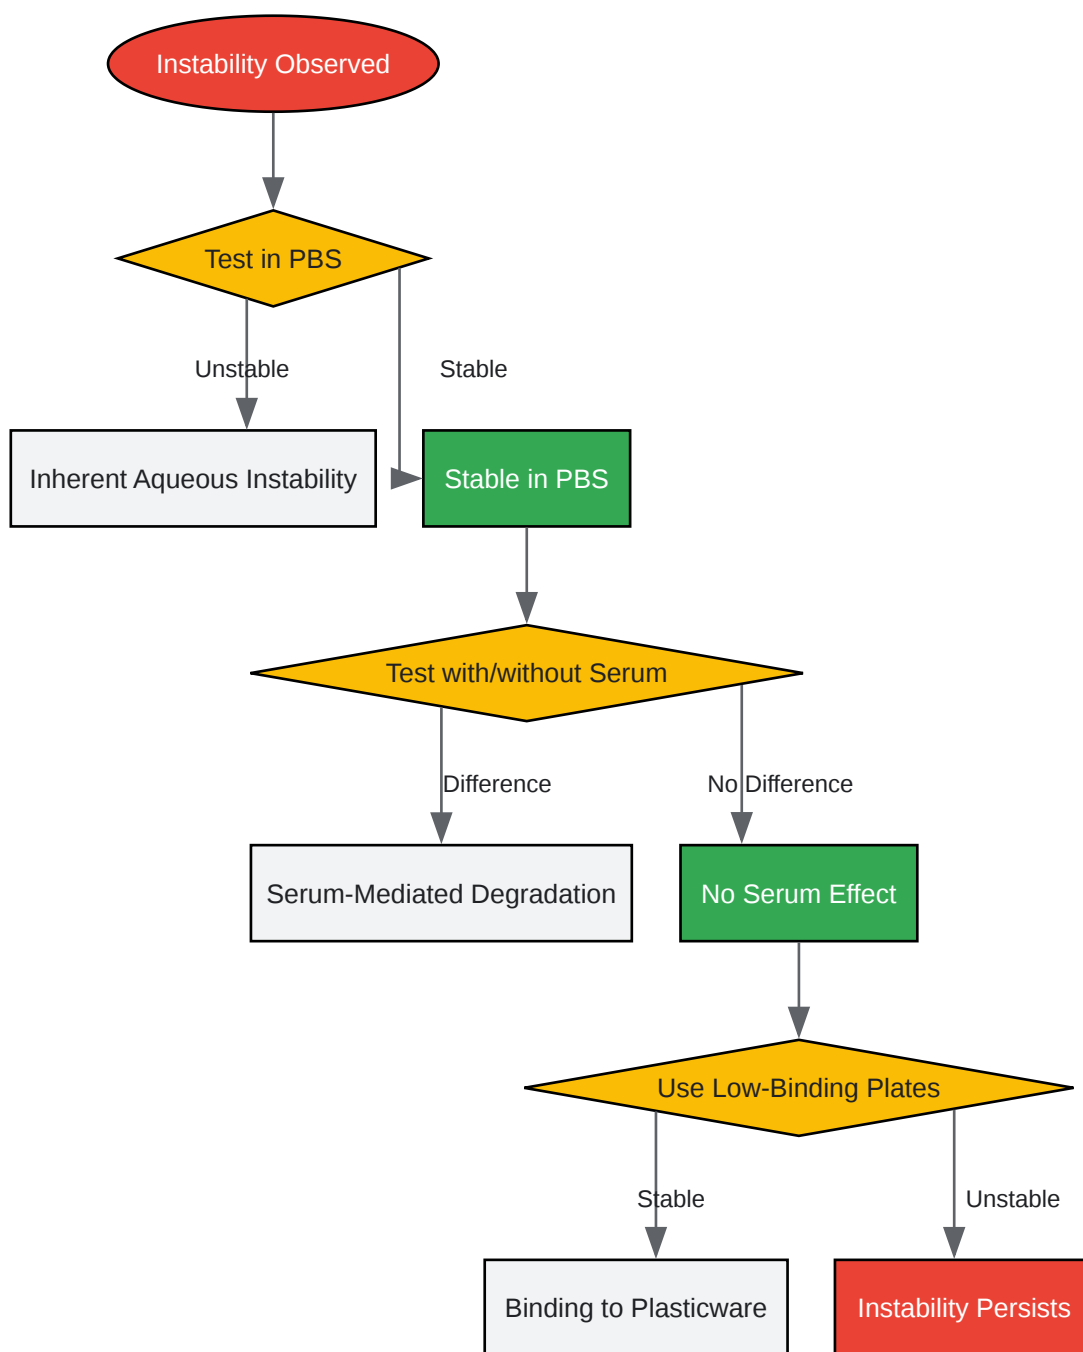 Instability Observed
Test in PBS
Unstable
Stable
Inherent Aqueous Instability
Stable in PBS
Test with/without Serum
Difference
No Difference
Serum-Mediated Degradation
No Serum Effect
Use Low-Binding Plates
Stable
Unstable
Binding to Plasticware
Instability Persists